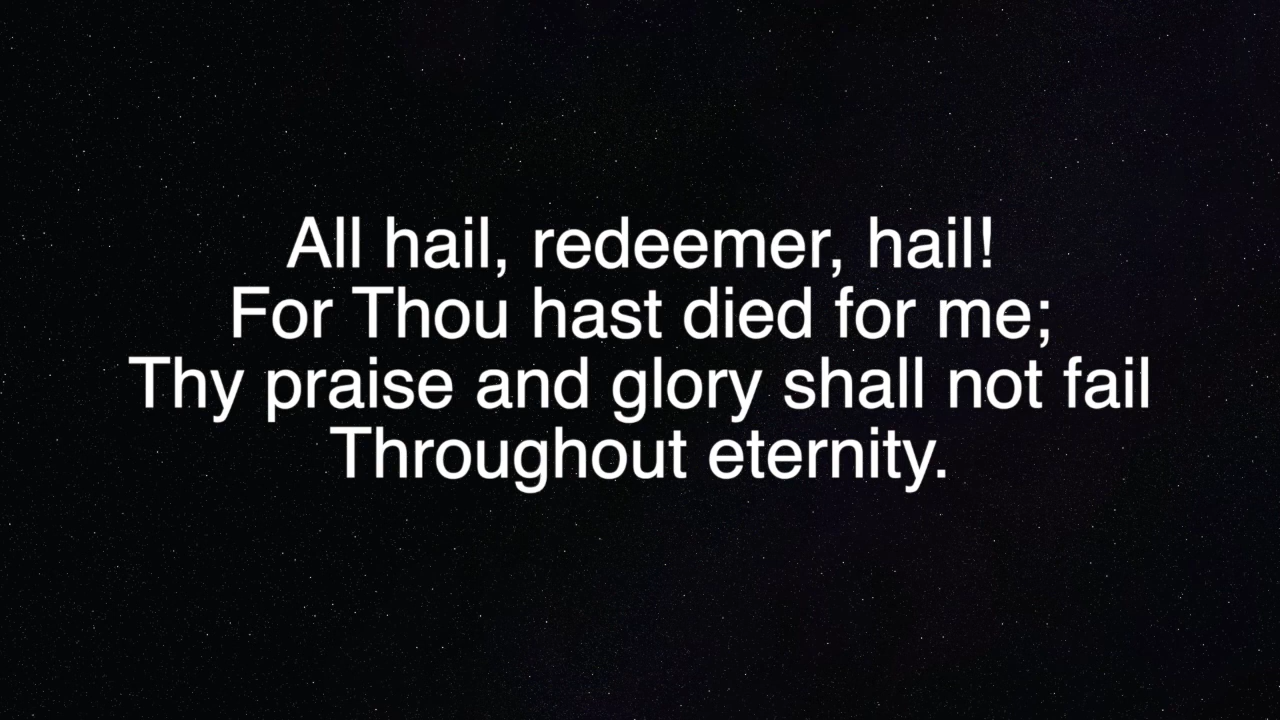 All hail, redeemer, hail!
For Thou hast died for me;
Thy praise and glory shall not fail
Throughout eternity.